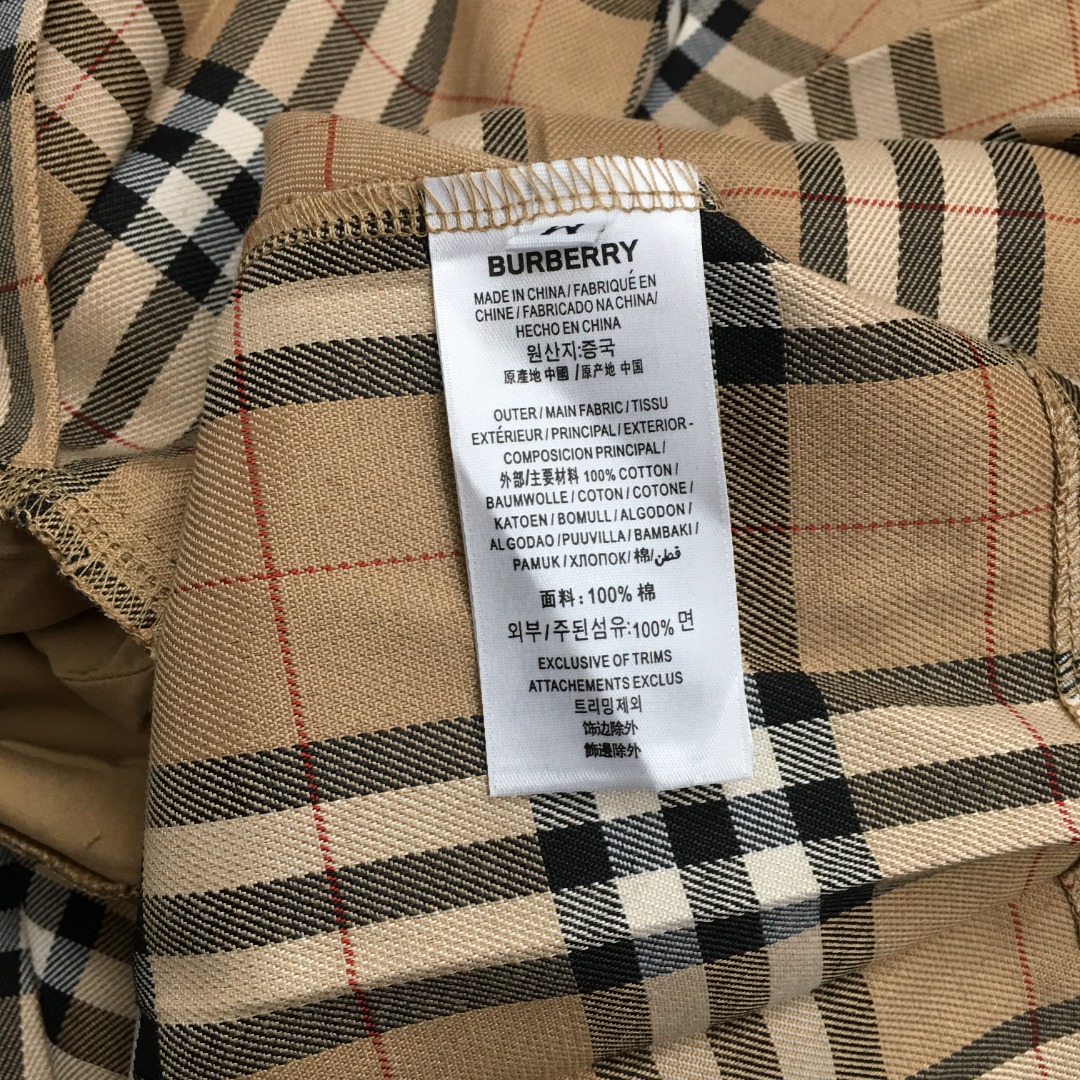 BURBERRY
MADE IN CHINA / FABRIQUÉ EN
CHINE / FABRICADO NA CHINA/
HECHO EN CHINA
원산지:중국
原產地 中國 / 原产地 中国
OUTER / MAIN FABRIC / TISSU
EXTÉRIEUR / PRINCIPAL / EXTERIOR -
COMPOSICION PRINCIPAL /
外部/主要材料 100% COTTON /
BAUMWOLLE / COTON / COTONE /
KATOEN / BOMULL / ALGODON /
ALGODAO / PUUVILLA / BAMBAKI /
PAMUK / ХЛОПОК/ 棉/قطن
面料: 100% 棉
외부/주된섬유:100% 면
EXCLUSIVE OF TRIMS
ATTACHEMENTS EXCLUS
트리밍제외
饰边除外
飾邊除外